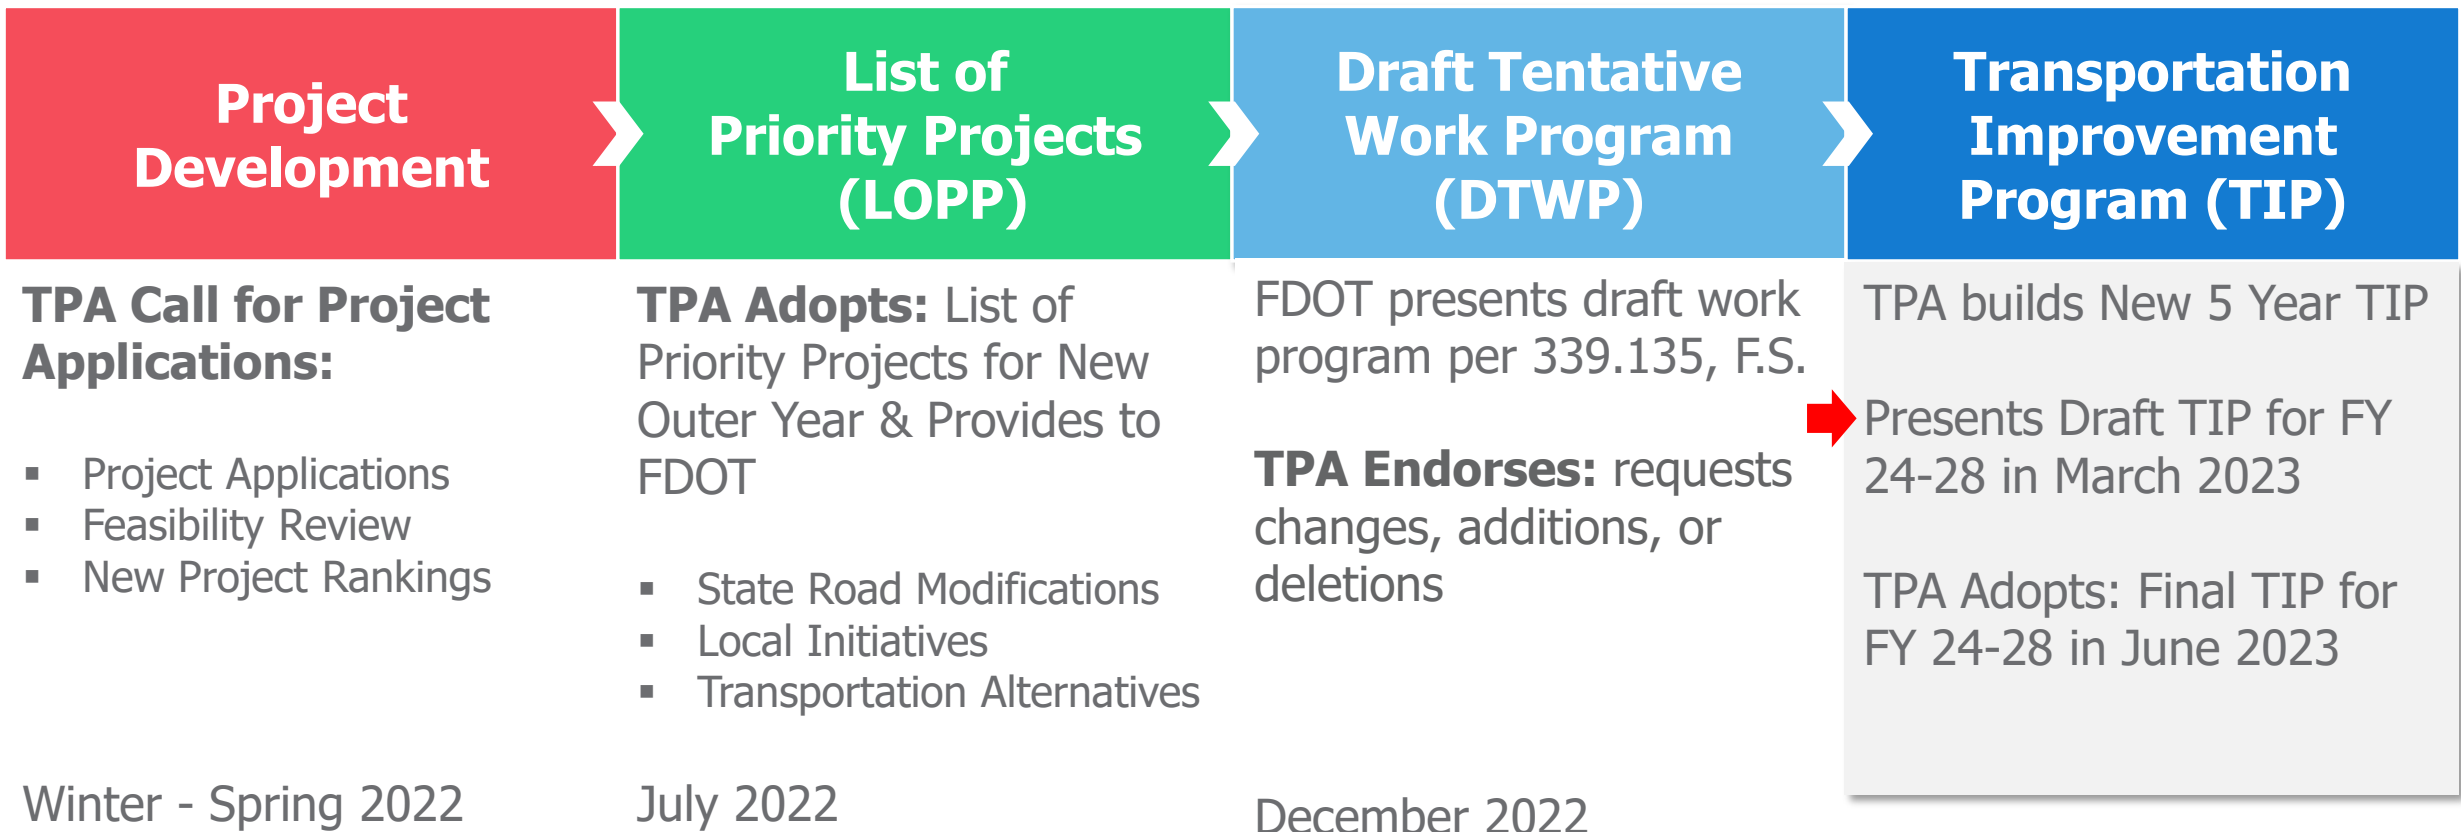 Project
Development
List of
Priority Projects
(LOPP)
Draft Tentative
Work Program
(DTWP)
Transportation
Improvement
Program (TIP)
TPA Call for Project
Applications:
▪ Project Applications
▪ Feasibility Review
▪ New Project Rankings
Winter - Spring 2022
TPA Adopts: List of
Priority Projects for New
Outer Year & Provides to
FDOT
▪ State Road Modifications
▪ Local Initiatives
▪ Transportation Alternatives
July 2022
FDOT presents draft work
program per 339.135, F.S.
TPA Endorses: requests
changes, additions, or
deletions
December 2022
TPA builds New 5 Year TIP
Presents Draft TIP for FY
24-28 in March 2023
TPA Adopts: Final TIP for
FY 24-28 in June 2023